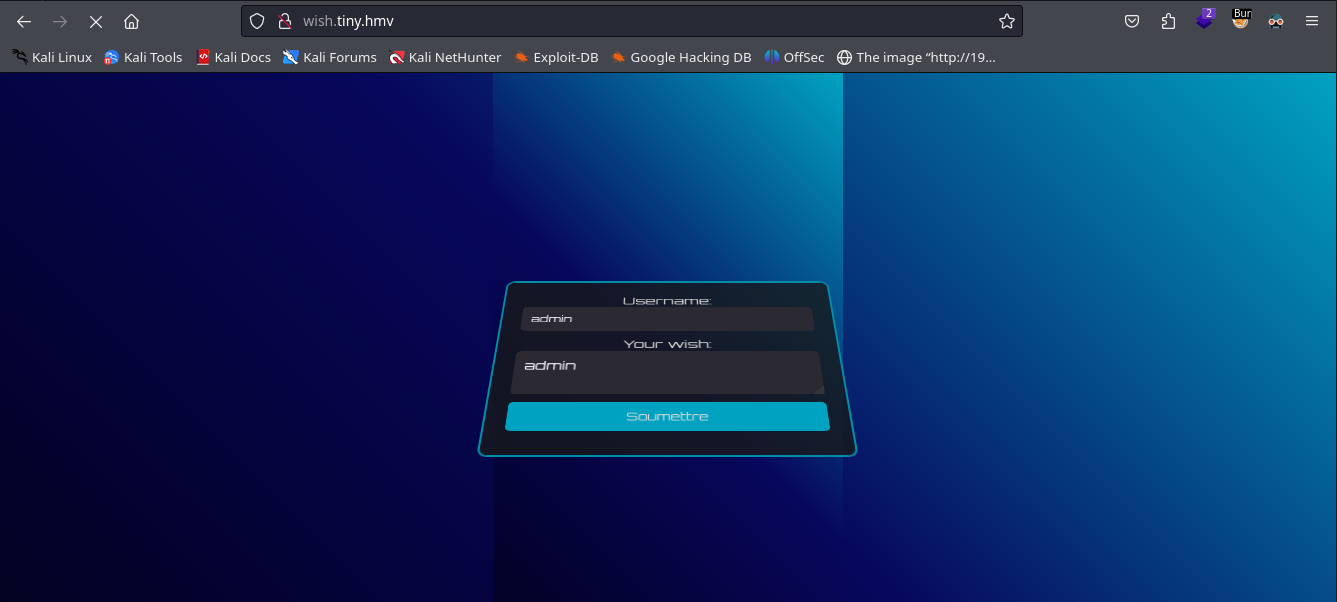 wish.tiny.hmv
2
Bur
Kali Linux Kali Tools Kali Docs Kali Forums Kali NetHunter Exploit-DB Google Hacking DB OffSec The image “http://19…
Username:
admin
Your wish:
admin
Soumettre